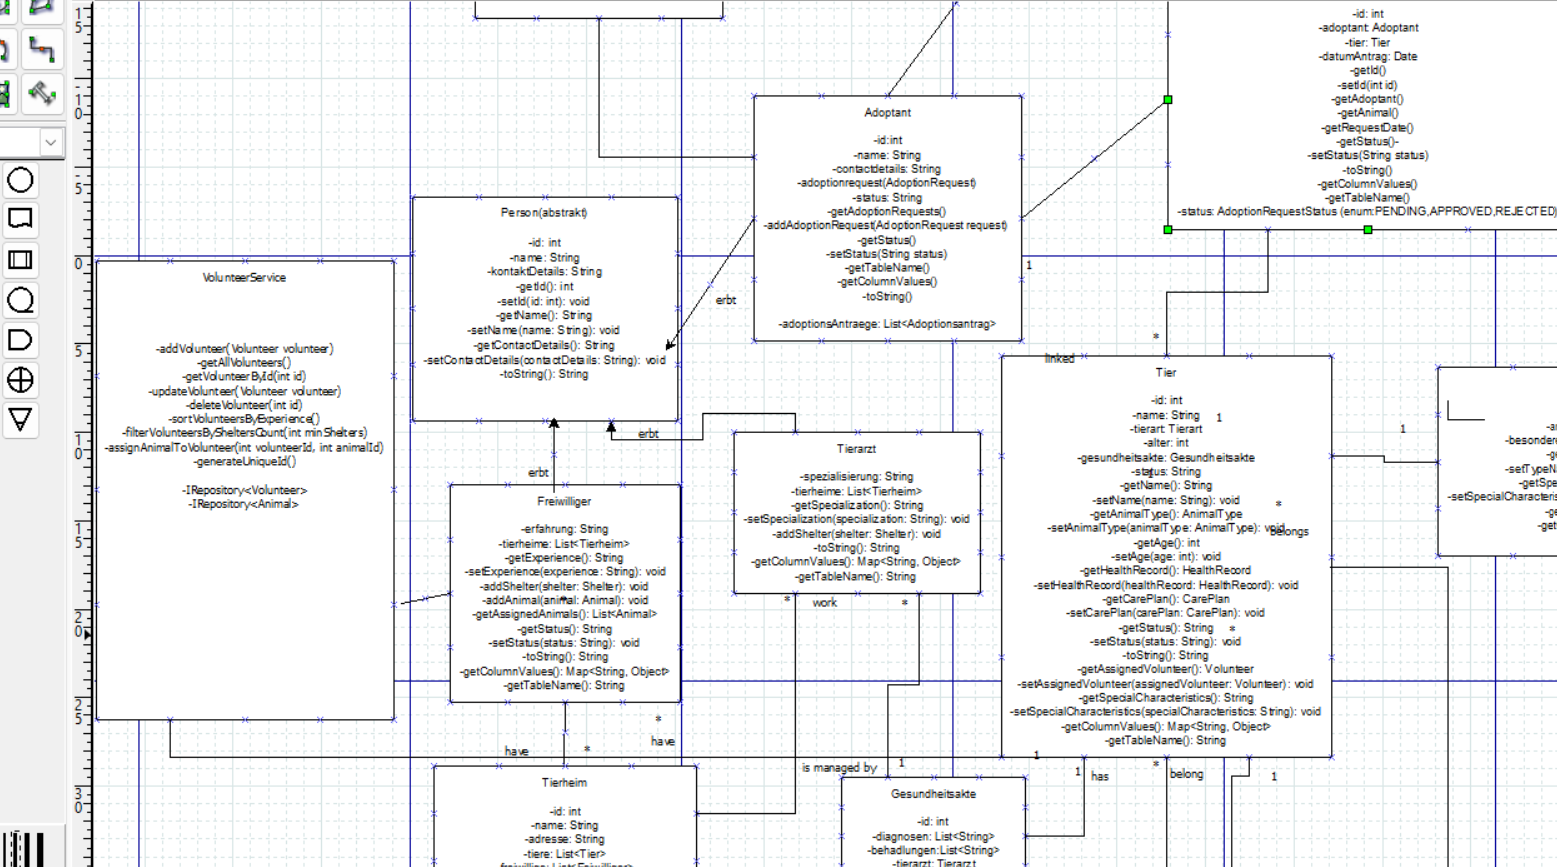 -id: int
-adoptant: Adoptant
-tier: Tier
-datumAntrag: Date
-getId()
-setId(int id)
-getAdoptant()
-getAnimal()
-getRequestDate()
-getStatus()-
-setStatus(String status)
-toString()
-getColumnValues()
-getTableName()
-status: AdoptionRequestStatus (enum:PENDING,APPROVED,REJECTED)
Adoptant
-id:int
-name: String
-contactdetails: String
-adoptionrequest(AdoptionRequest)
-status: String
-getAdoptionRequests()
-addAdoptionRequest(AdoptionRequest request)
-getStatus()
-setStatus(String status)
-getTableName()
-getColumnValues()
-toString()
-adoptionsAntraege: List<Adoptionsantrag>
1
*
erbt
Person(abstrakt)
-id: int
-name: String
-kontaktDetails: String
-getId(): int
-setId(id: int): void
-getName(): String
-setName(name: String): void
-getContactDetails(): String
-setContactDetails(contactDetails: String): void
-toString(): String
erbt
erbt
VolunteerService
-addVolunteer(Volunteer volunteer)
-getAllVolunteers()
-getVolunteerById(int id)
-updateVolunteer(Volunteer volunteer)
-deleteVolunteer(int id)
-sortVolunteersByExperience()
-filterVolunteersBySheltersCount(int minShelters)
-assignAnimalToVolunteer(int volunteerId, int animalId)
-generateUniqueId()
-IRepository<Volunteer>
-IRepository<Animal>
Freiwilliger
-erfahrung: String
-tierheime: List<Tierheim>
-getExperience(): String
-setExperience(experience: String): void
-addShelter(shelter: Shelter): void
-addAnimal(animal: Animal): void
-getAssignedAnimals(): List<Animal>
-getStatus(): String
-setStatus(status: String): void
-toString(): String
-getColumnValues(): Map<String, Object>
-getTableName(): String
Tierarzt
-spezialisierung: String
-tierheime: List<Tierheim>
-getSpecialization(): String
-setSpecialization(specialization: String): void
-addShelter(shelter: Shelter): void
-toString(): String
-getColumnValues(): Map<String, Object>
-getTableName(): String
*
work
*
linked
Tier
-id: int
-name: String
1
-tierart: Tierart
-alter: int
-gesundheitsakte: Gesundheitsakte
-status: String
-getName(): String
-setName(name: String): void
*
-getAnimalType(): AnimalType
-setAnimalType(animalType: AnimalType): void
Belongs
-getAge(): int
-setAge(age: int): void
-getHealthRecord(): HealthRecord
-setHealthRecord(healthRecord: HealthRecord): void
-getCarePlan(): CarePlan
-setCarePlan(carePlan: CarePlan): void
-getStatus(): String
*
-setStatus(status: String): void
-toString(): String
-getAssignedVolunteer(): Volunteer
-setAssignedVolunteer(assignedVolunteer: Volunteer): void
-getSpecialCharacteristics(): String
-setSpecialCharacteristics(specialCharacteristics: String): void
-getColumnValues(): Map<String, Object>
-getTableName(): String
1
-a
-besonder
-g
-setTypeN
-getSpe
-setSpecialCharacteris
-ge
-get
have
*
*
have
is managed by
1
1
1
has
*
belong
1
Tierheim
-id: int
-name: String
-adresse: String
-tiere: List<Tier>
-freiwillige: List<Freiwilliger>
Gesundheitsakte
-id: int
-diagnosen: List<String>
-behandlungen: List<String>
-tierarzt: Tierarzt